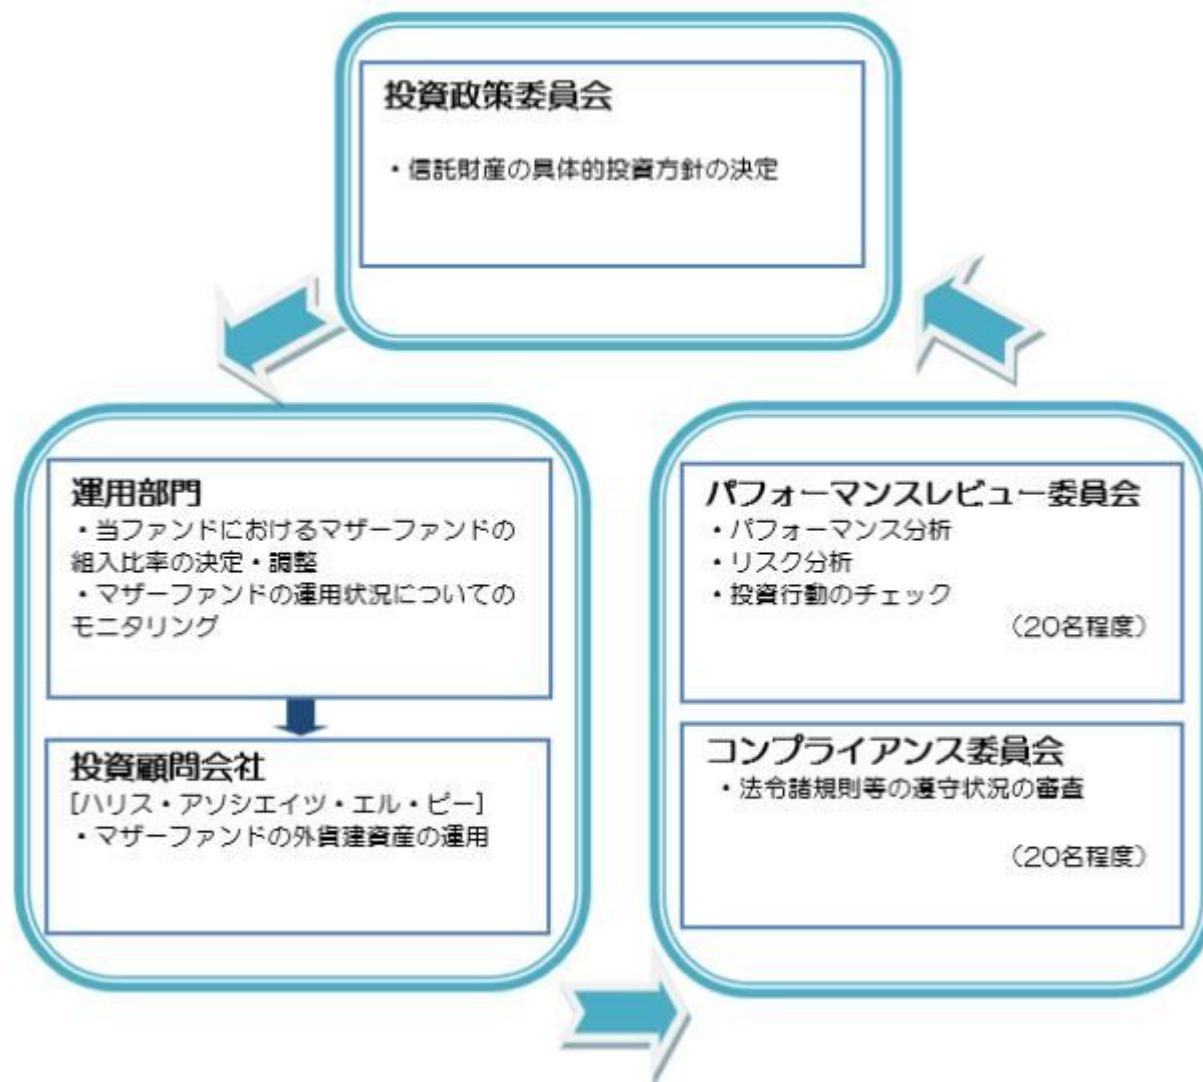 投資政策委員会
・信託財産の具体的投資方針の決定
運用部門
・当ファンドにおけるマザーファンドの
組入比率の決定・調整
・マザーファンドの運用状況についての
モニタリング
投資顧問会社
[ハリス・アソシエイツ・エル・ピー]
・マザーファンドの外貨建資産の運用
パフォーマンスレビュー委員会
・パフォーマンス分析
・リスク分析
・投資行動のチェック
（20名程度）
コンプライアンス委員会
・法令諸規則等の遵守状況の審査
（20名程度）